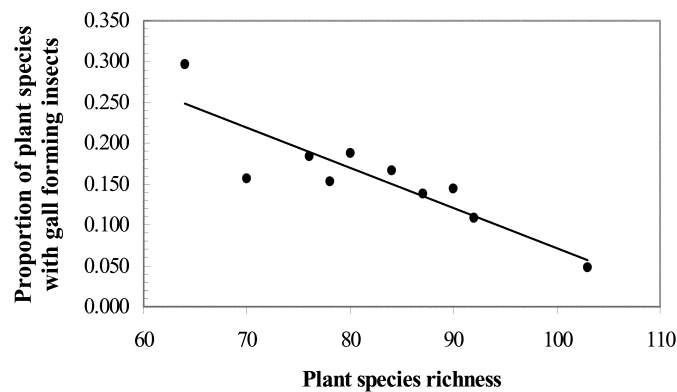 Proportion of plant species
with gall forming insects
0.350
0.300
0.250
0.200
0.150
0.100
0.050
0.000
60 70 80 90 100 110
Plant species richness